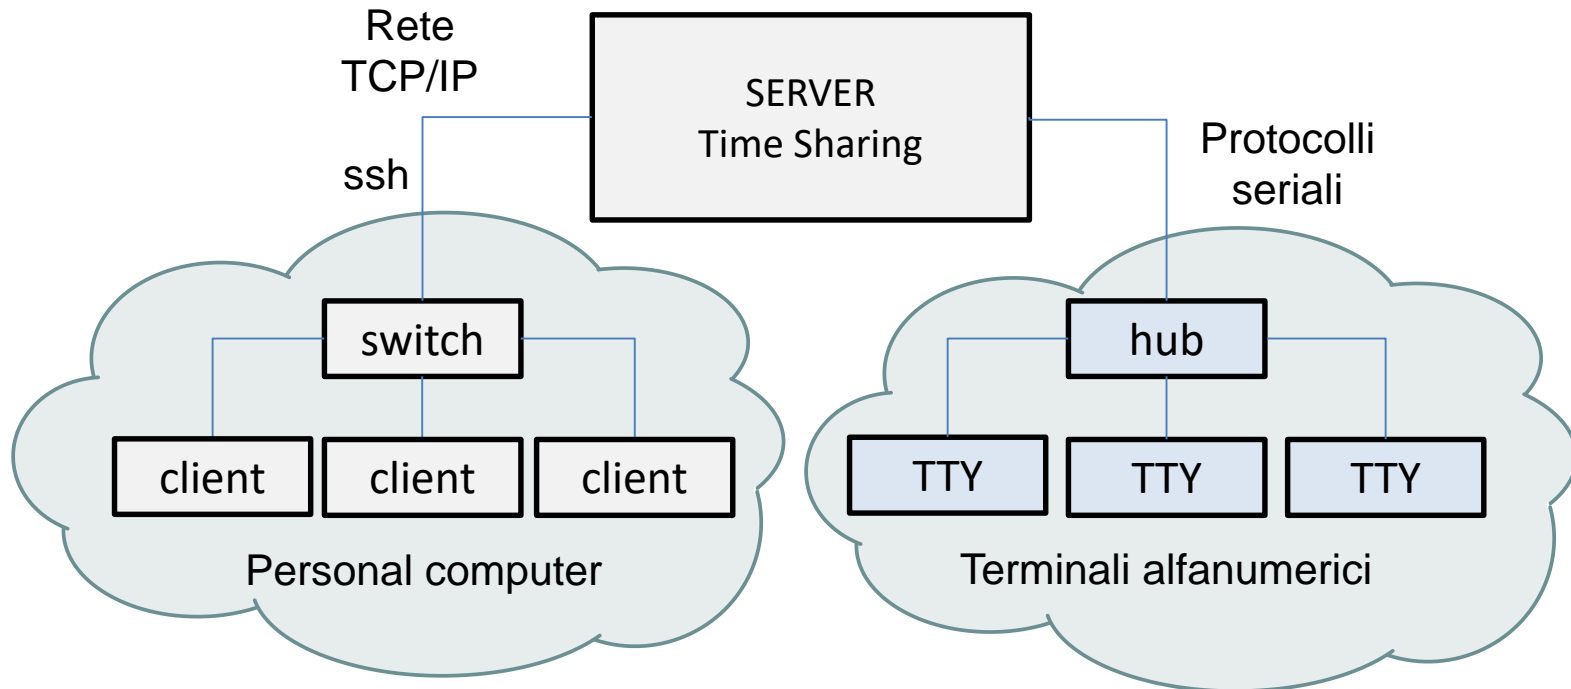 Rete
TCP/IP
SERVER
Time Sharing
Protocolli
seriali
ssh
switch
hub
client
client
client
TTY
TTY
TTY
Personal computer
Terminali alfanumerici